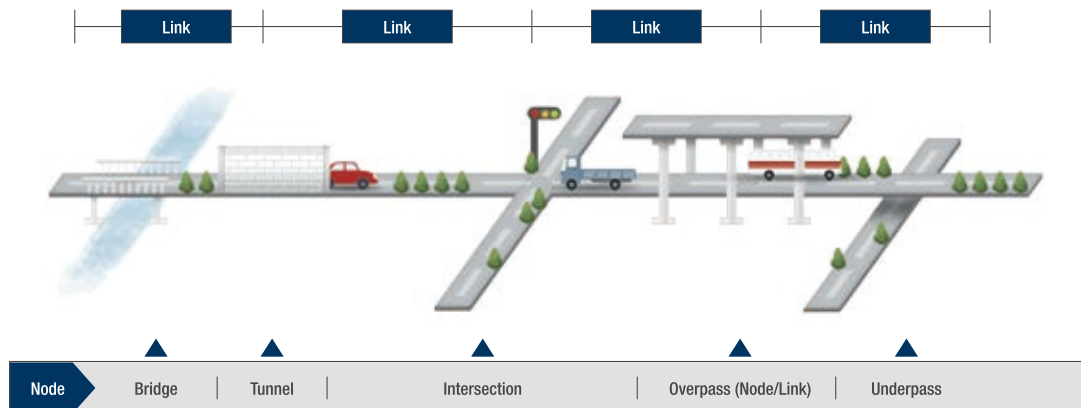 Link
Link
Link
Link
Node
Bridge
Tunnel
Intersection
Overpass (Node/Link)
Underpass